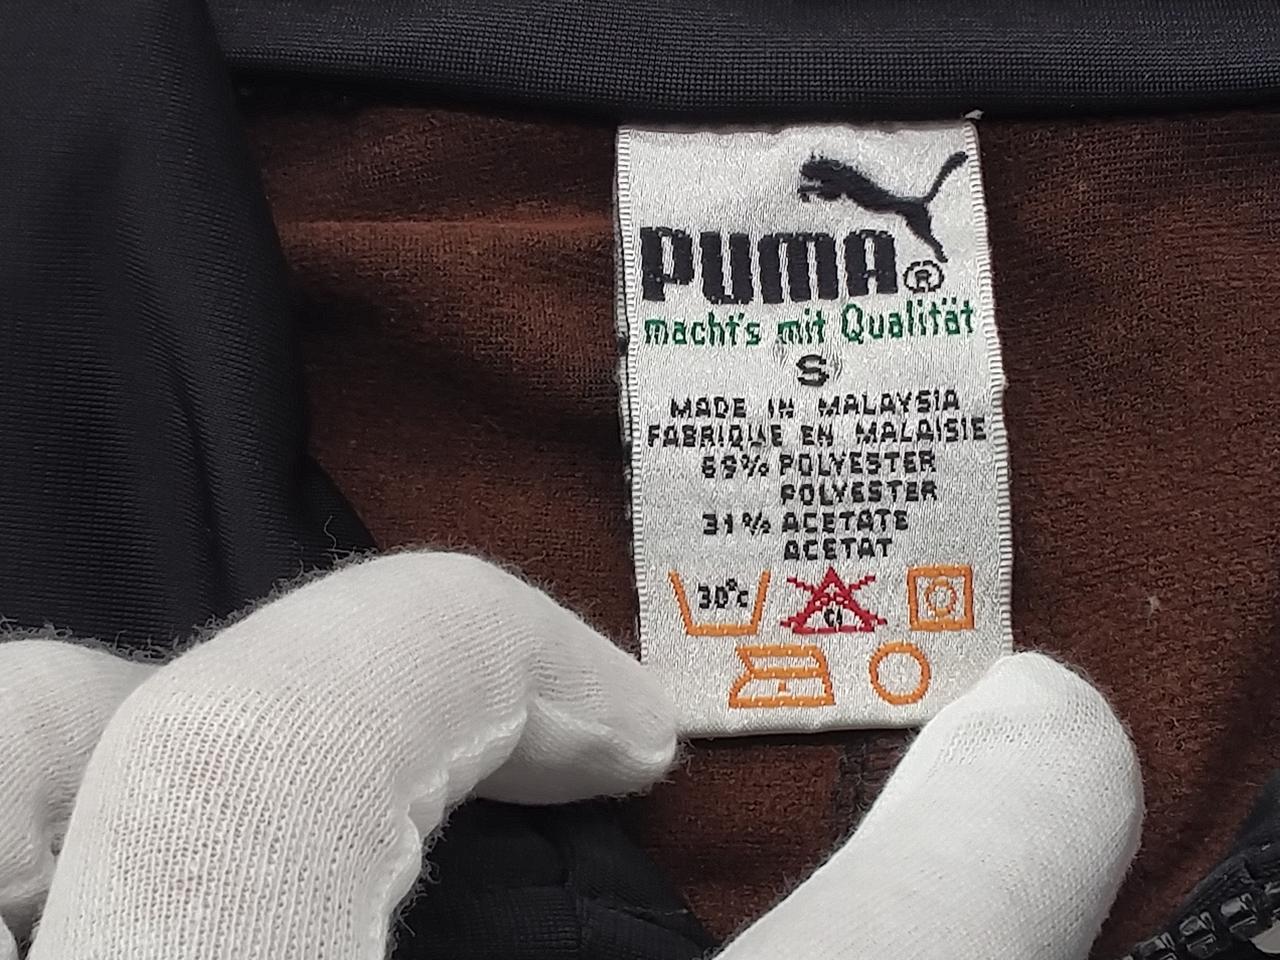 PUMA®
macht's mit Qualität
S
MADE IN MALAYSIA
FABRIQUE EN MALAISIE
69% POLYESTER
POLYESTER
31% ACETATE
ACETAT
30°c
cl